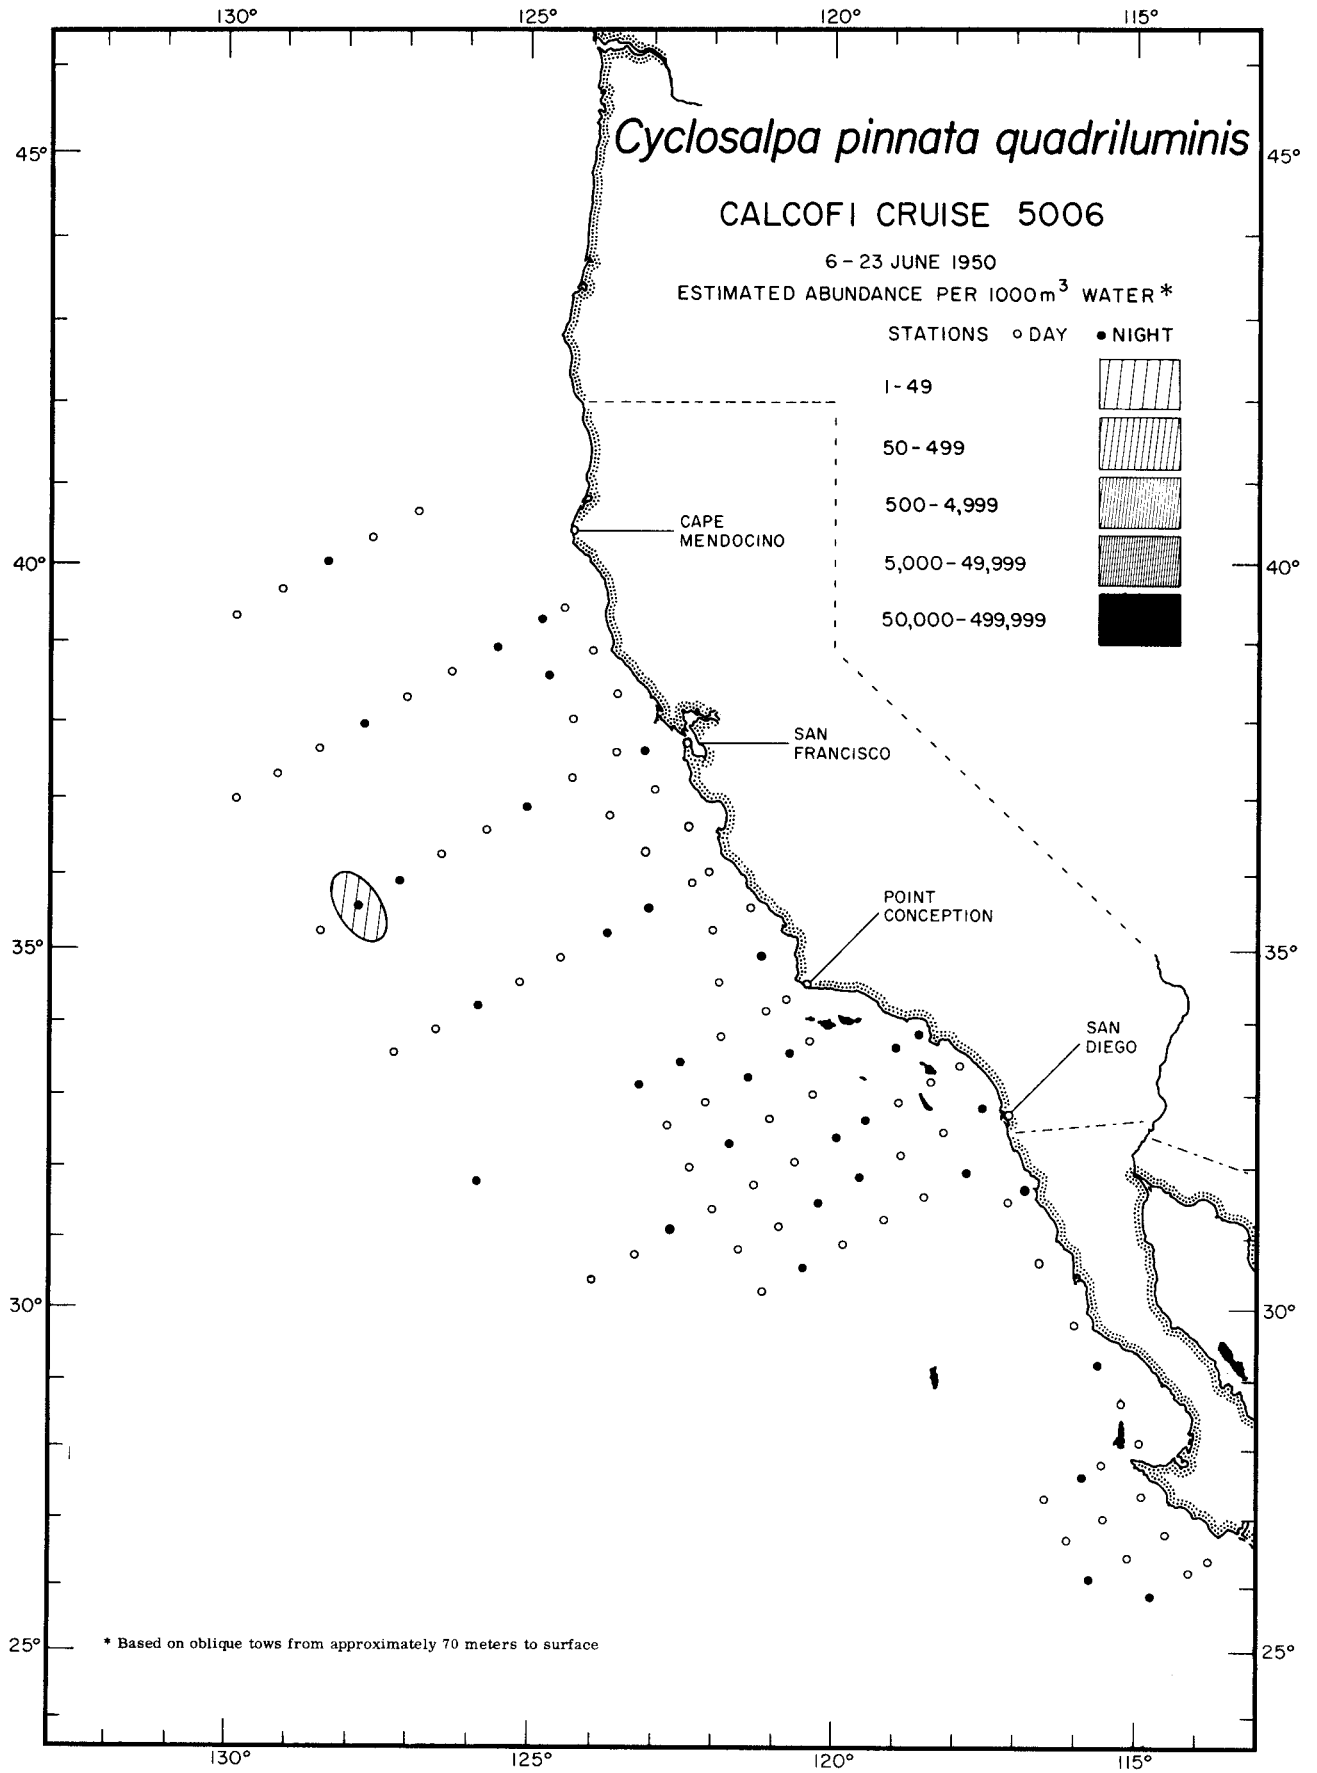 130° 125° 120° 115°
Cyclosalpa pinnata quadriluminis
45° 45°
CALCOFI CRUISE 5006
6 – 23 JUNE 1950
ESTIMATED ABUNDANCE PER 1000m³ WATER *
STATIONS ○ DAY ● NIGHT
1 – 49
50 – 499
500 – 4,999
CAPE
MENDOCINO
40° 40°
5,000 – 49,999
50,000 – 499,999
SAN
FRANCISCO
POINT
CONCEPTION
35° 35°
SAN
DIEGO
30° 30°
25° 25°
* Based on oblique tows from approximately 70 meters to surface
130° 125° 120° 115°